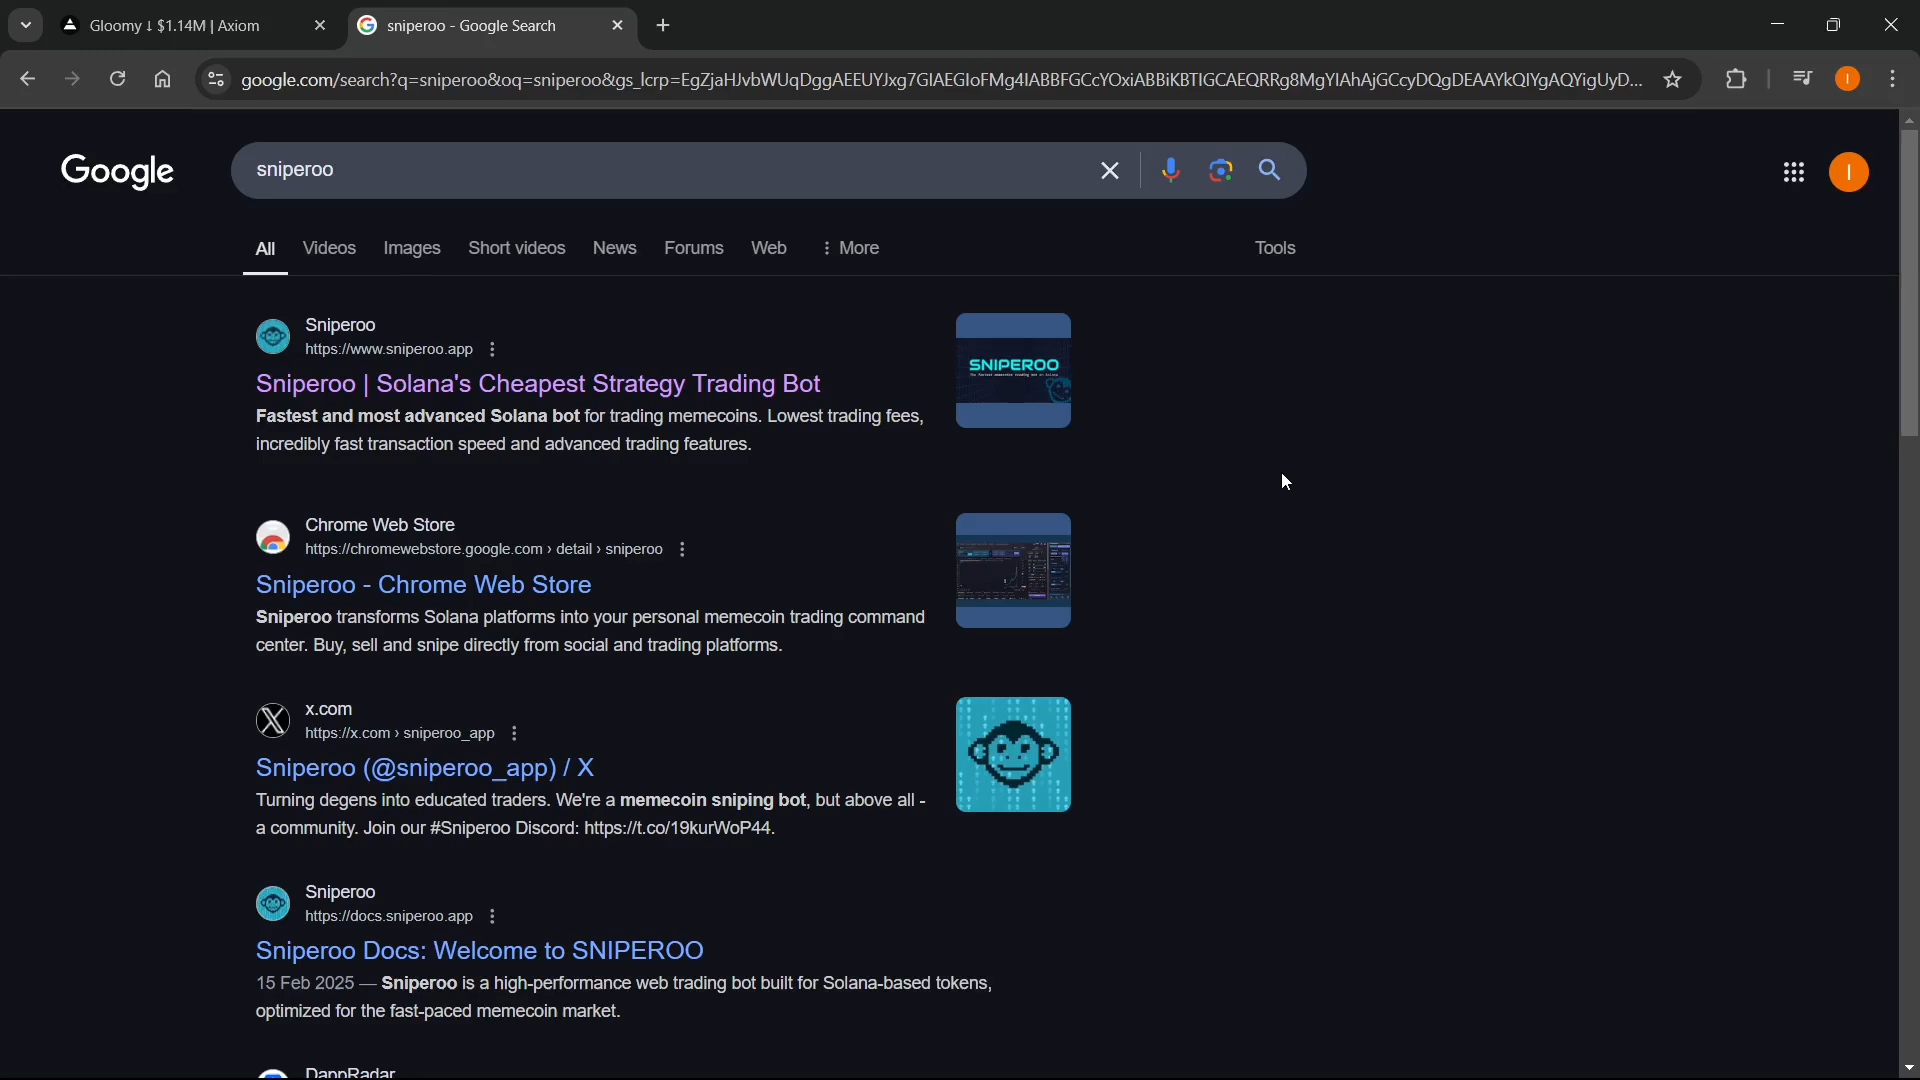 Gloomy ↓ $1.14M | Axiom
sniperoo - Google Search
google.com/search?q=sniperoo&oq=sniperoo&gs_lcrp=EgZjaHJvbWUqDggAEEUYJxg7GIAEGIoFMg4IABBFGCcYOxiABBiKBTIGCAEQRRg8MgYIAhAjGCcyDQgDEAAYkQIYgAQYigUyD...
I
Google
sniperoo
I
All Videos Images Short videos News Forums Web More Tools
Sniperoo
https://www.sniperoo.app
Sniperoo | Solana's Cheapest Strategy Trading Bot
Fastest and most advanced Solana bot for trading memecoins. Lowest trading fees,
incredibly fast transaction speed and advanced trading features.
SNIPEROO
Chrome Web Store
https://chromewebstore.google.com › detail › sniperoo
Sniperoo - Chrome Web Store
Sniperoo transforms Solana platforms into your personal memecoin trading command
center. Buy, sell and snipe directly from social and trading platforms.
x.com
https://x.com › sniperoo_app
Sniperoo (@sniperoo_app) / X
Turning degens into educated traders. We're a memecoin sniping bot, but above all -
a community. Join our #Sniperoo Discord: https://t.co/19kurWoP44.
Sniperoo
https://docs.sniperoo.app
Sniperoo Docs: Welcome to SNIPEROO
15 Feb 2025 — Sniperoo is a high-performance web trading bot built for Solana-based tokens,
optimized for the fast-paced memecoin market.
DappRadar